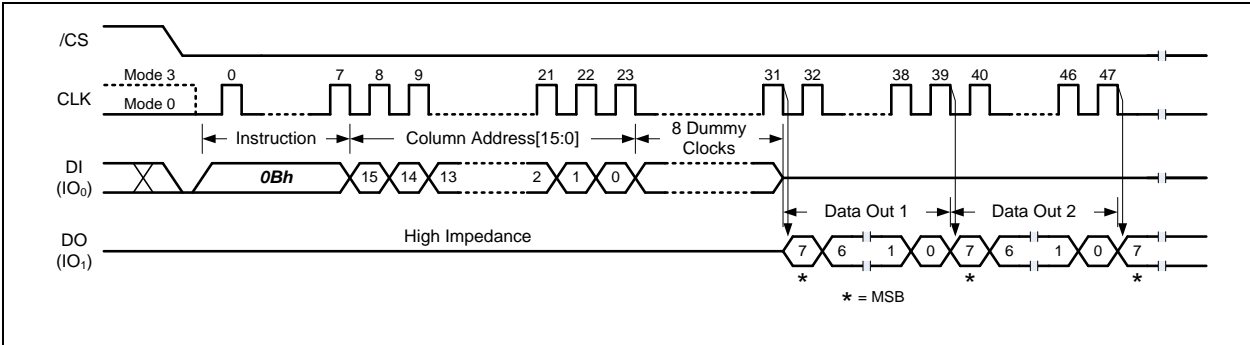 /CS
Mode 3 0 7 8 9 21 22 23 31 32 38 39 40 46 47
CLK Mode 0
Instruction Column Address[15:0] 8 Dummy
Clocks
DI
(IO₀) 0Bh 15 14 13 2 1 0
Data Out 1 Data Out 2
High Impedance
DO
(IO₁) 7 6 1 0 7 6 1 0 7
* * *
* = MSB